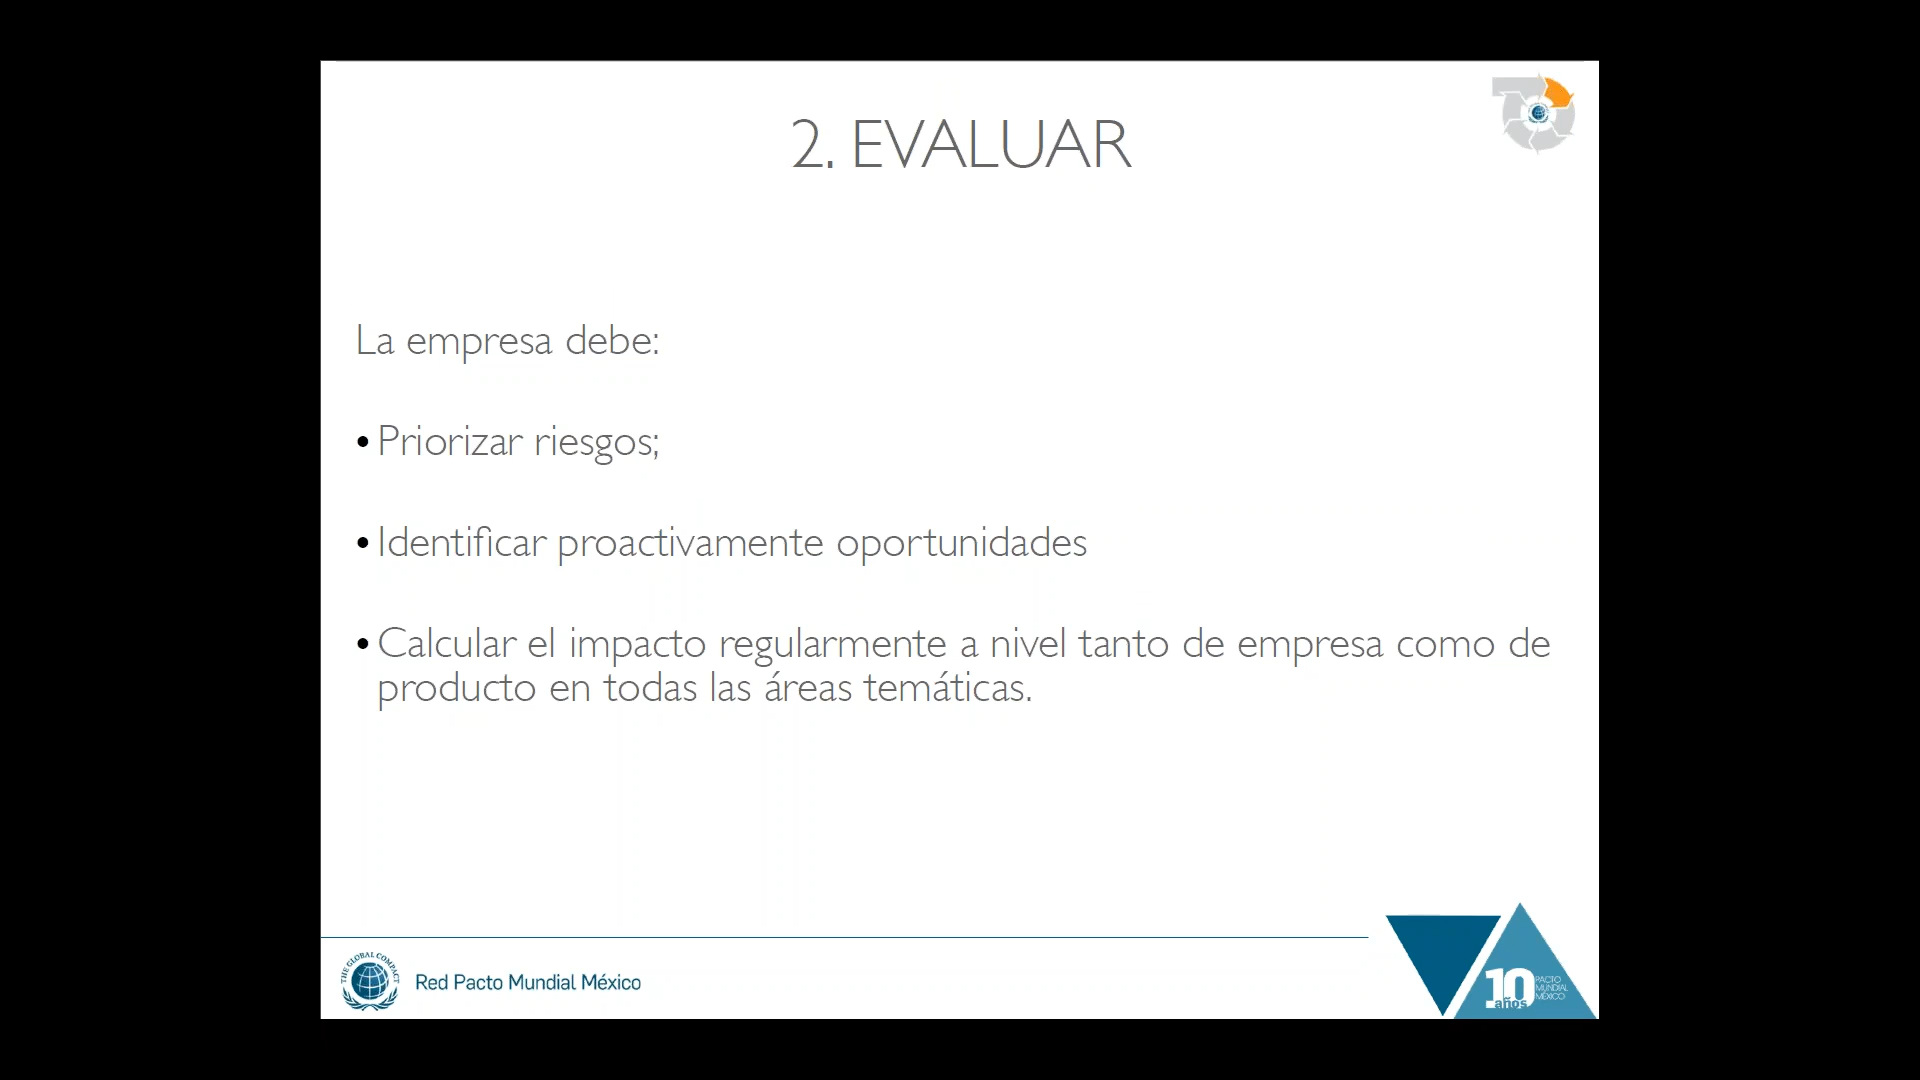 2. EVALUAR
La empresa debe:
•Priorizar riesgos;
•Identificar proactivamente oportunidades
•Calcular el impacto regularmente a nivel tanto de empresa como de
producto en todas las áreas temáticas.
THE GLOBAL COMPACT
Red Pacto Mundial México
10
años
PACTO
MUNDIAL
MÉXICO